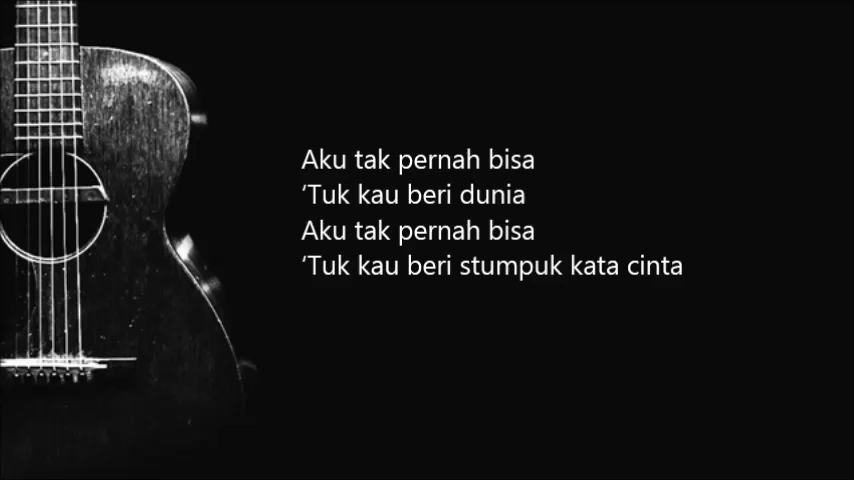 Aku tak pernah bisa
‘Tuk kau beri dunia
Aku tak pernah bisa
‘Tuk kau beri stumpuk kata cinta